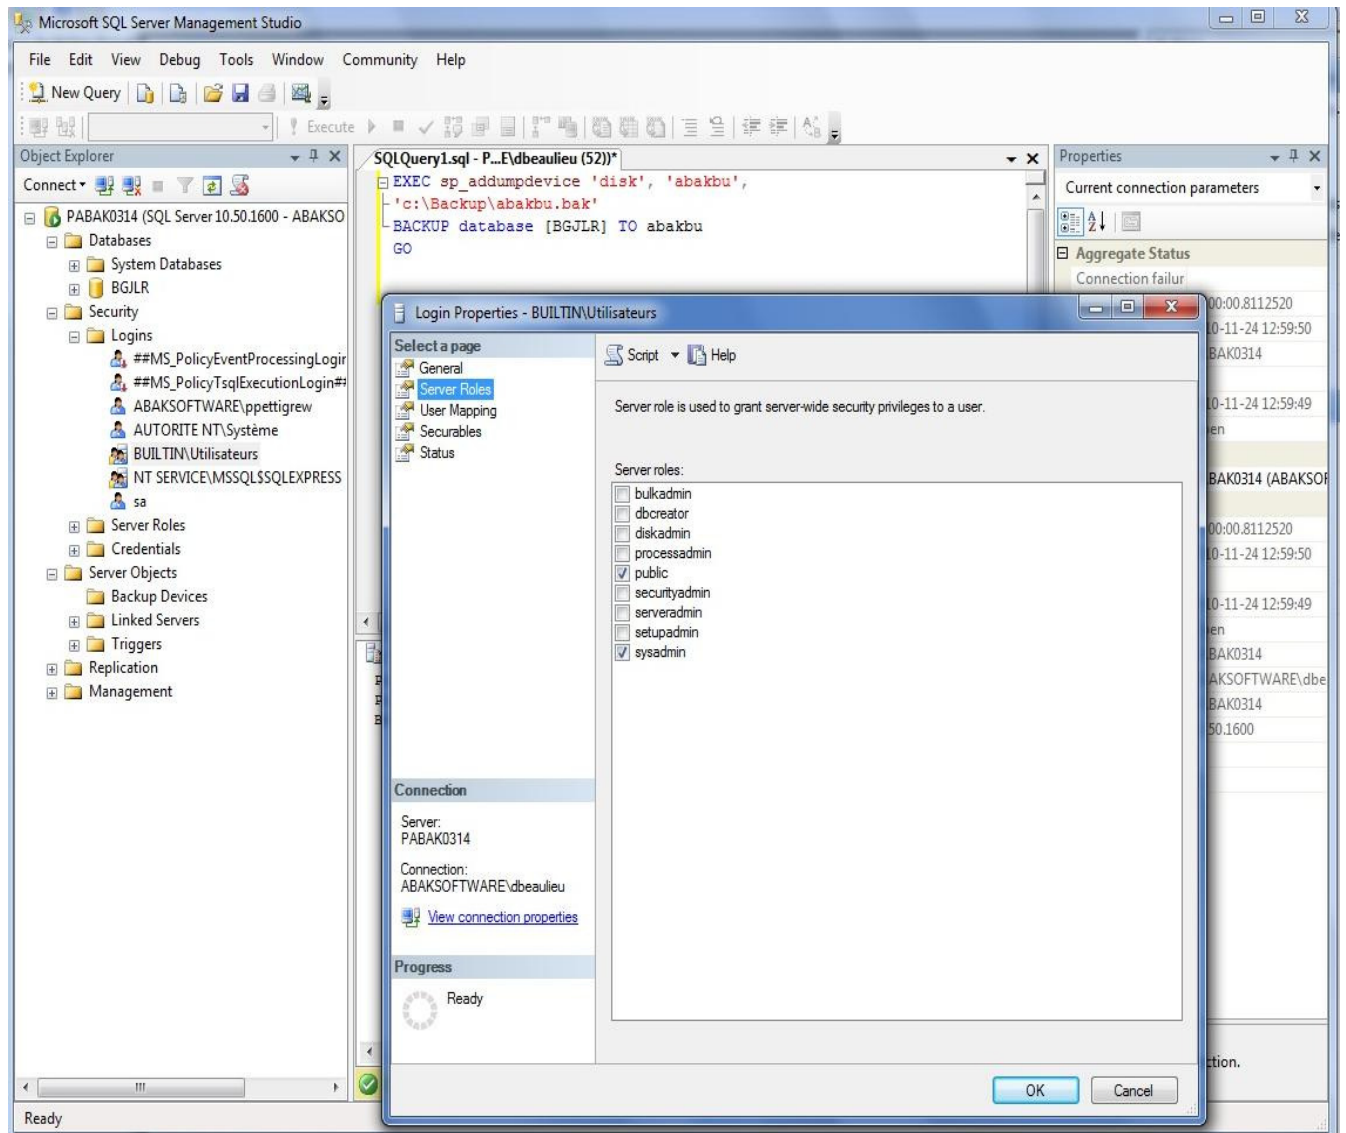 Microsoft SQL Server Management Studio
File Edit View Debug Tools Window Community Help
New Query
Execute
Object Explorer
Connect
PABAK0314 (SQL Server 10.50.1600 - ABAKSO
Databases
System Databases
BGJLR
Security
Logins
##MS_PolicyEventProcessingLogir
##MS_PolicyTsqlExecutionLogin##
ABAKSOFTWARE\ppettigrew
AUTORITE NT\Système
BUILTIN\Utilisateurs
NT SERVICE\MSSQL$SQLEXPRESS
sa
Server Roles
Credentials
Server Objects
Backup Devices
Linked Servers
Triggers
Replication
Management
Ready
SQLQuery1.sql - P...E\dbeaulieu (52))*
EXEC sp_addumpdevice 'disk', 'abakbu',
'c:\Backup\abakbu.bak'
BACKUP database [BGJLR] TO abakbu
GO
Login Properties - BUILTIN\Utilisateurs
Select a page
General
Server Roles
User Mapping
Securables
Status
Connection
Server:
PABAK0314
Connection:
ABAKSOFTWARE\dbeaulieu
View connection properties
Progress
Ready
Script Help
Server role is used to grant server-wide security privileges to a user.
Server roles:
bulkadmin
dbcreator
diskadmin
processadmin
public
securityadmin
serveradmin
setupadmin
sysadmin
OK Cancel
Properties
Current connection parameters
Aggregate Status
Connection failur
00:00.8112520
10-11-24 12:59:50
BAK0314
10-11-24 12:59:49
en
BAK0314 (ABAKSOF
00:00.8112520
10-11-24 12:59:50
10-11-24 12:59:49
en
BAK0314
AKSOFTWARE\dbe
BAK0314
50.1600
ction.